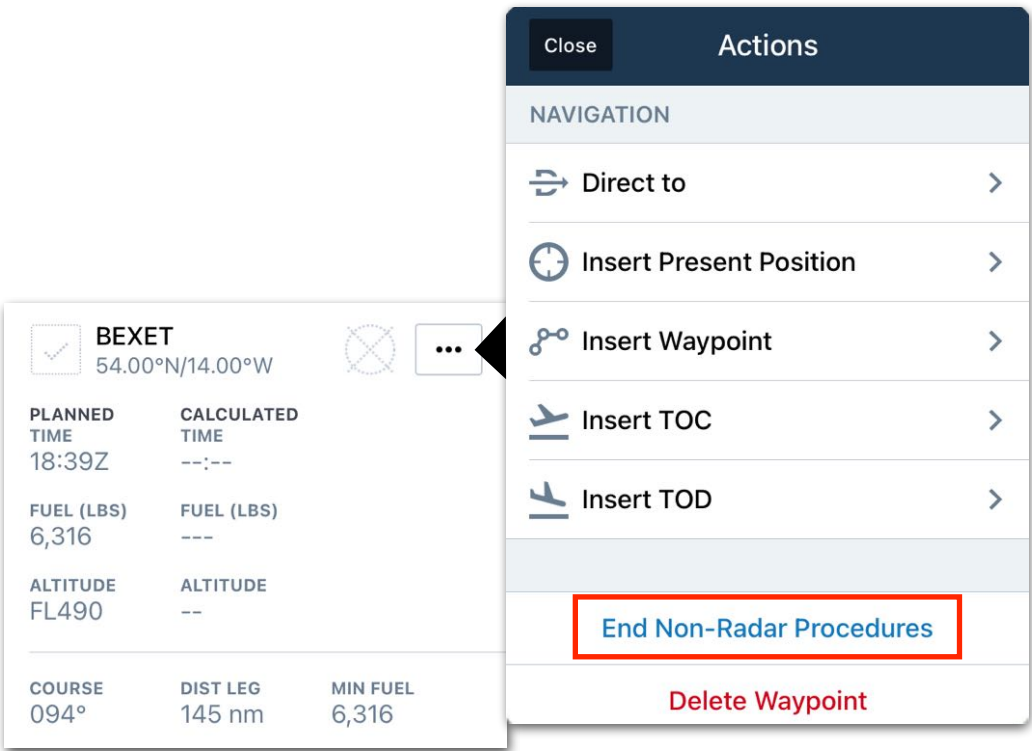 Close
Actions
NAVIGATION
Direct to
Insert Present Position
Insert Waypoint
Insert TOC
Insert TOD
End Non-Radar Procedures
Delete Waypoint
BEXET
54.00°N/14.00°W
PLANNED CALCULATED
TIME TIME
18:39Z --:--
FUEL (LBS) FUEL (LBS)
6,316 ---
ALTITUDE ALTITUDE
FL490 --
COURSE DIST LEG MIN FUEL
094° 145 nm 6,316